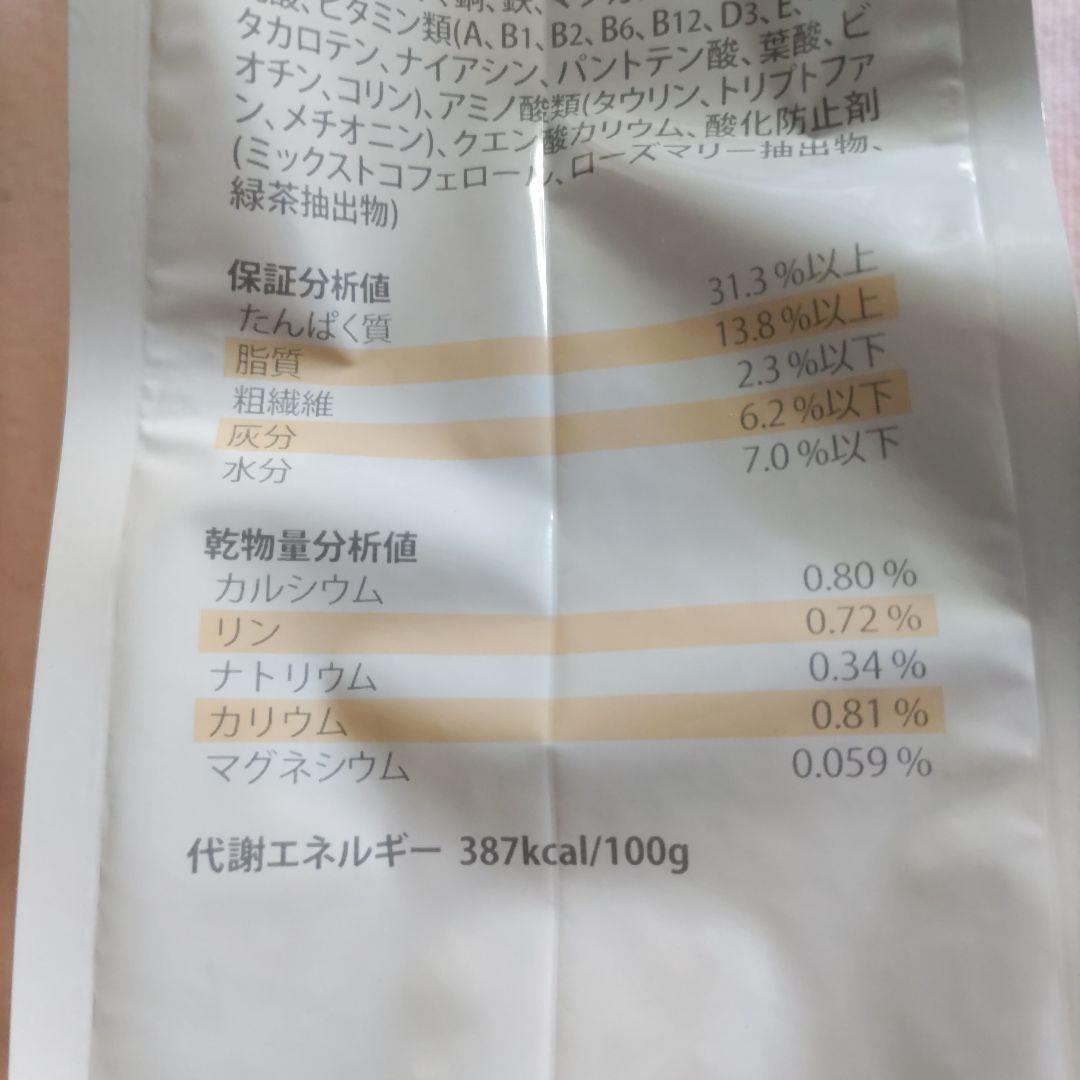 酸、ビタミン類(A、B1、B2、B6、B12、D3、E、
タカロテン、ナイアシン、パントテン酸、葉酸、ビ
オチン、コリン)、アミノ酸類(タウリン、トリプトファ
ン、メチオニン)、クエン酸カリウム、酸化防止剤
(ミックストコフェロール、ローズマリー抽出物、
緑茶抽出物)
保証分析値
たんぱく質 31.3%以上
脂質 13.8%以上
粗繊維 2.3%以下
灰分 6.2%以下
水分 7.0%以下
乾物量分析値
カルシウム 0.80%
リン 0.72%
ナトリウム 0.34%
カリウム 0.81%
マグネシウム 0.059%
代謝エネルギー 387kcal/100g